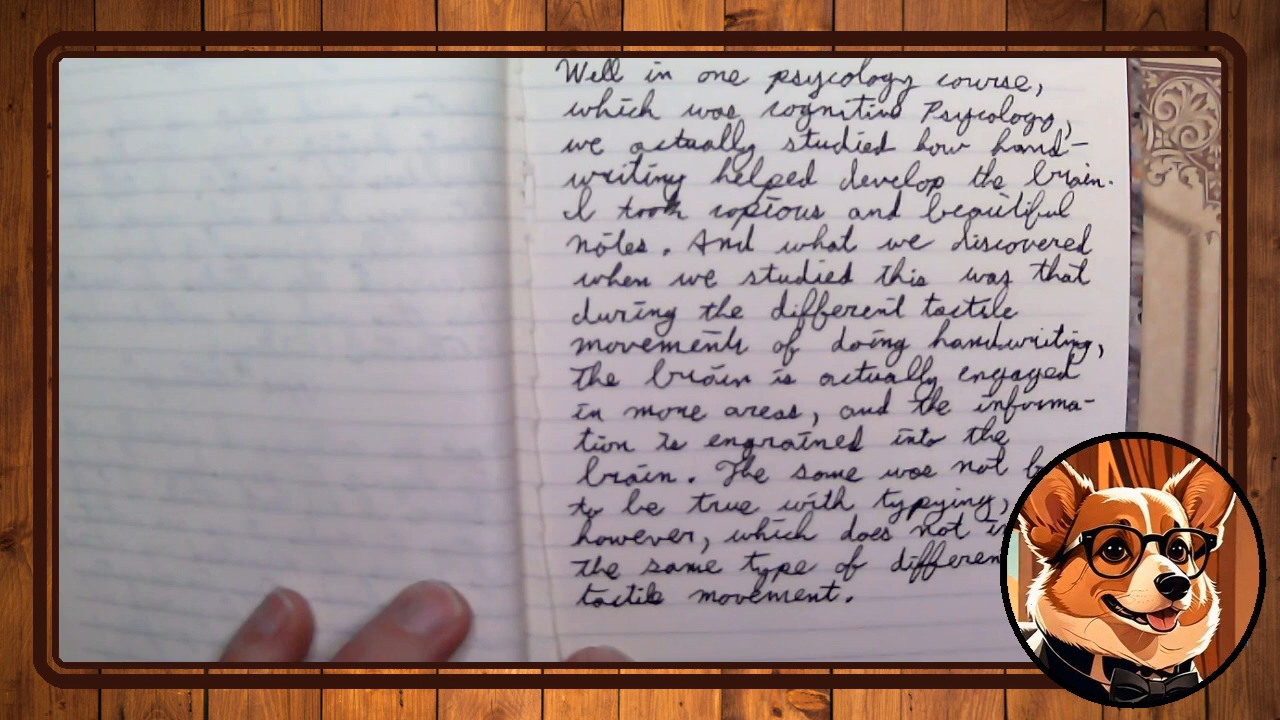 Well in one psycology course,
which was cognitive Psycology,
we actually studied how hand-
writing helped develop the brain.
I took copious and beautiful
notes. And what we discovered
when we studied this was that
during the different tactile
movements of doing handwriting,
the brain is actually engaged
in more areas, and the informa-
tion is engrained into the
brain. The same was not
to be true with typying,
however, which does not
the same type of
tactile movement.